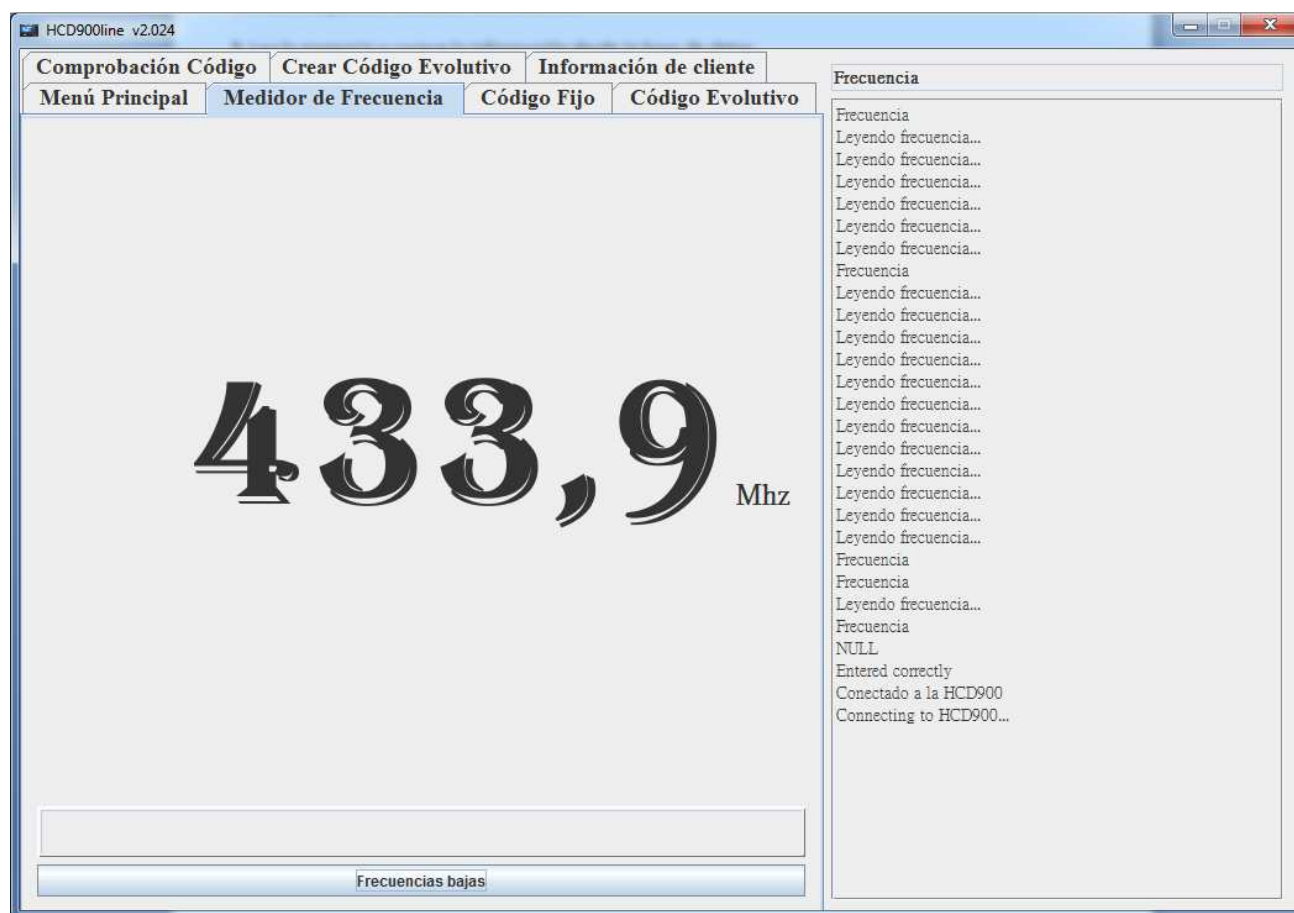 HCD900line v2.024
Comprobación Código Crear Código Evolutivo Información de cliente
Menú Principal Medidor de Frecuencia Código Fijo Código Evolutivo
433,9 Mhz
Frecuencias bajas
Frecuencia
Frecuencia
Leyendo frecuencia...
Leyendo frecuencia...
Leyendo frecuencia...
Leyendo frecuencia...
Leyendo frecuencia...
Leyendo frecuencia...
Frecuencia
Leyendo frecuencia...
Leyendo frecuencia...
Leyendo frecuencia...
Leyendo frecuencia...
Leyendo frecuencia...
Leyendo frecuencia...
Leyendo frecuencia...
Leyendo frecuencia...
Leyendo frecuencia...
Leyendo frecuencia...
Leyendo frecuencia...
Leyendo frecuencia...
Frecuencia
Frecuencia
Leyendo frecuencia...
Frecuencia
NULL
Entered correctly
Conectado a la HCD900
Connecting to HCD900...